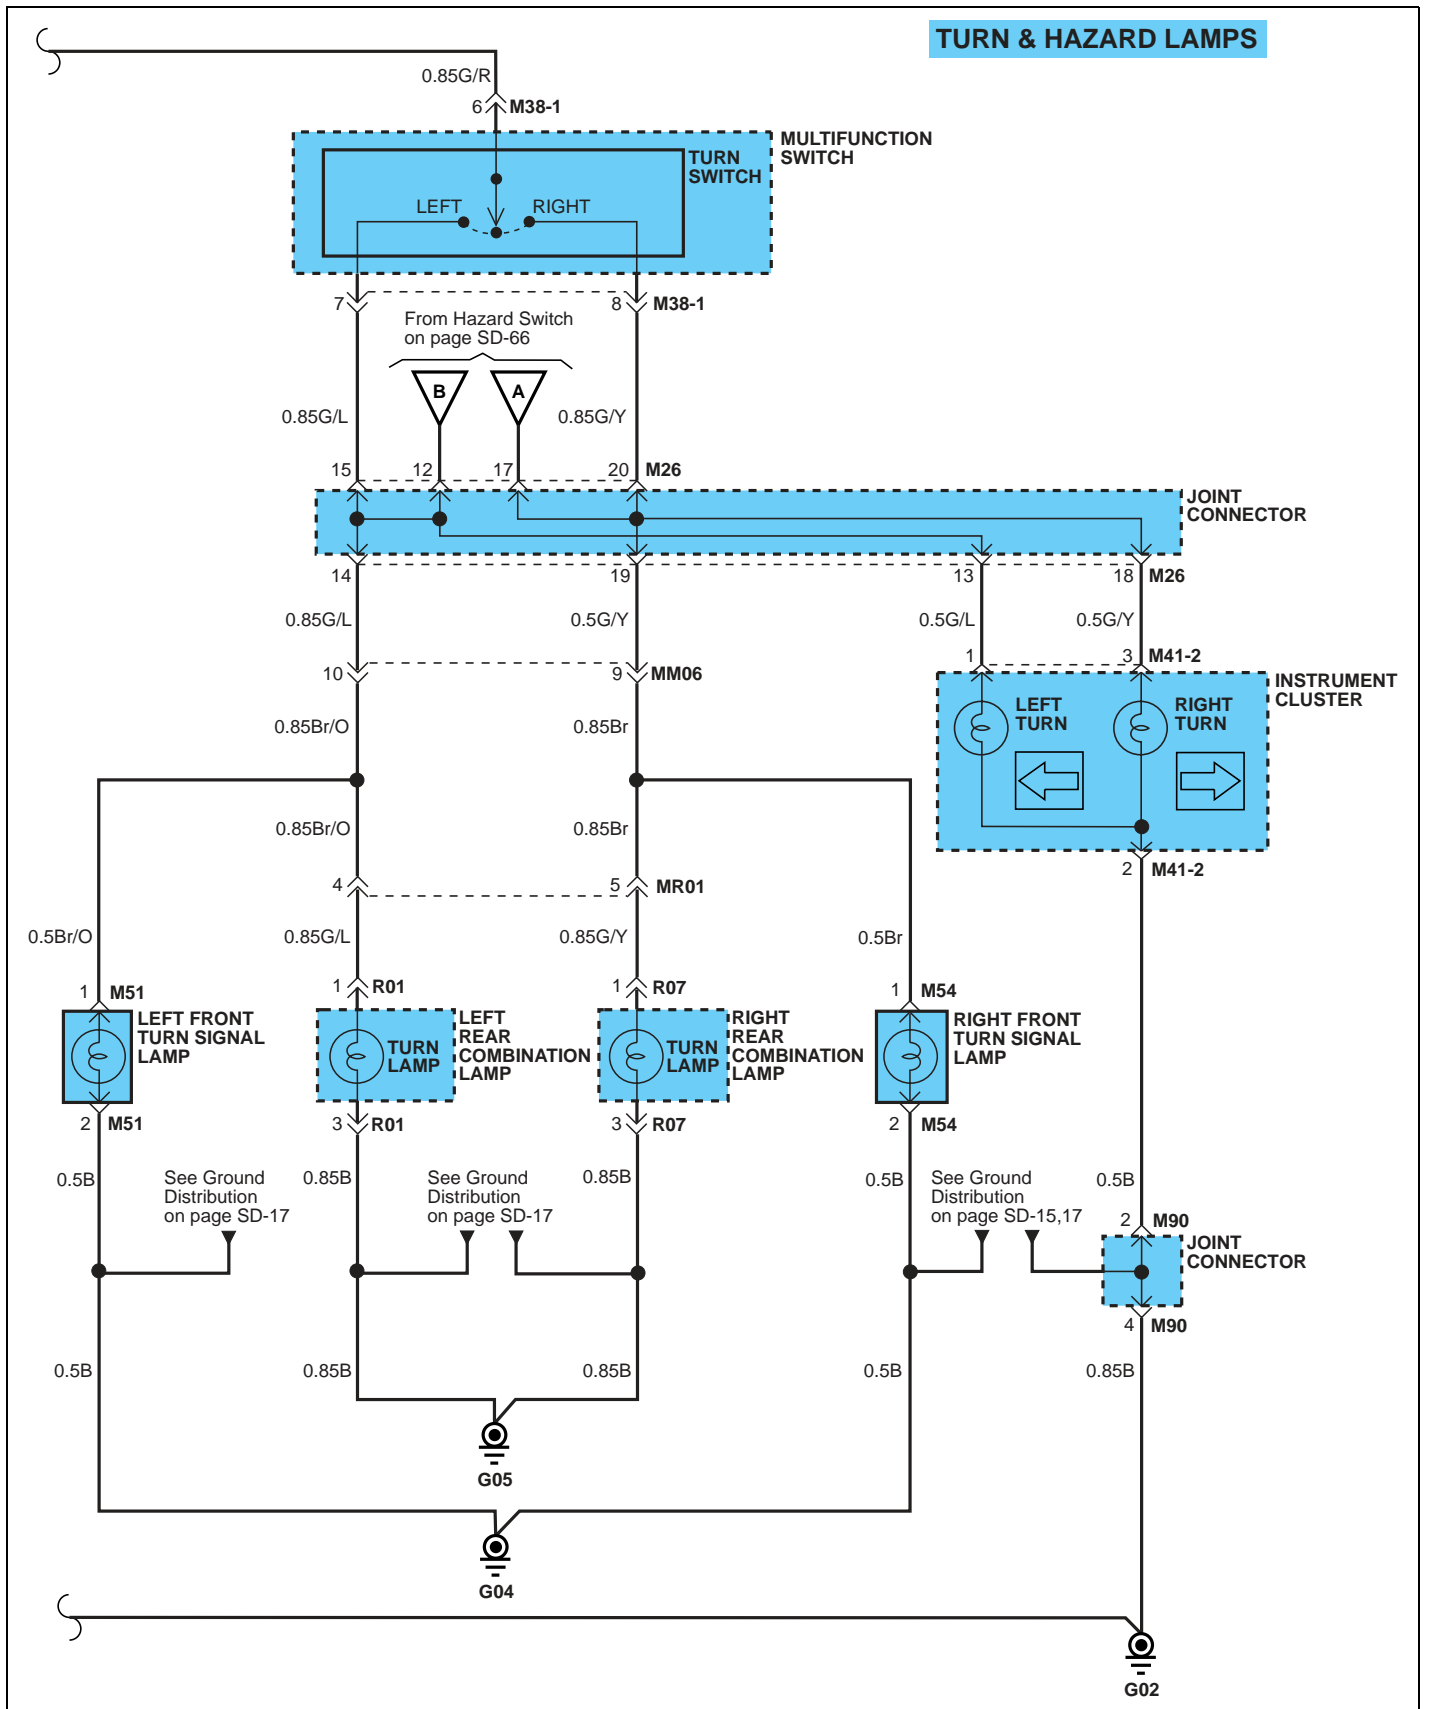 TURN & HAZARD LAMPS
0.85G/R
6 M38-1
MULTIFUNCTION
SWITCH
TURN
SWITCH
LEFT
RIGHT
7
8 M38-1
From Hazard Switch
on page SD-66
B
A
0.85G/L
0.85G/Y
15
12
17
20 M26
JOINT
CONNECTOR
14
19
13
18 M26
0.85G/L
0.5G/Y
0.5G/L
0.5G/Y
10
9 MM06
1
3 M41-2
INSTRUMENT
CLUSTER
LEFT
TURN
RIGHT
TURN
0.85Br/O
0.85Br
0.85Br/O
0.85Br
2 M41-2
4
5 MR01
0.5Br/O
0.85G/L
0.85G/Y
0.5Br
1 M51
1 R01
1 R07
1 M54
LEFT FRONT
TURN SIGNAL
LAMP
TURN
LAMP
LEFT
REAR
COMBINATION
LAMP
TURN
LAMP
RIGHT
REAR
COMBINATION
LAMP
RIGHT FRONT
TURN SIGNAL
LAMP
2 M51
3 R01
3 R07
2 M54
0.5B
See Ground
Distribution
on page SD-17
0.85B
See Ground
Distribution
on page SD-17
0.85B
0.5B
See Ground
Distribution
on page SD-15,17
0.5B
2 M90
JOINT
CONNECTOR
4 M90
0.5B
0.85B
0.85B
0.5B
0.85B
G05
G04
G02